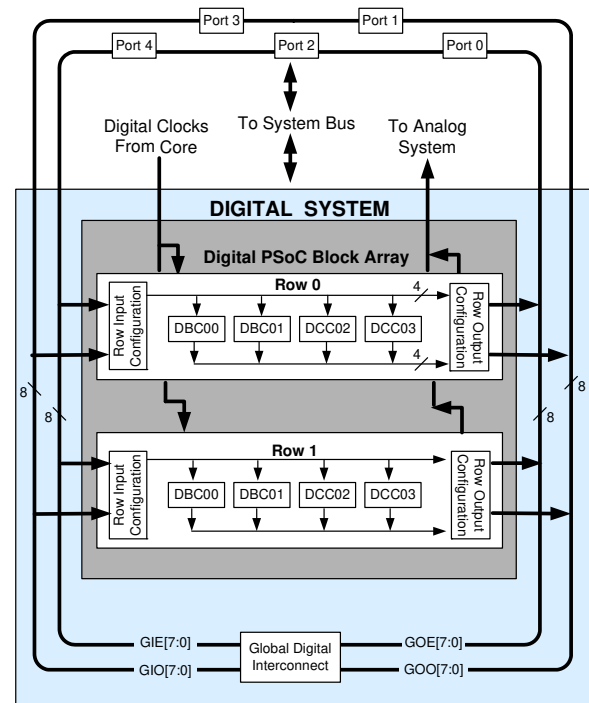 Port 3
Port 1
Port 4
Port 2
Port 0
Digital Clocks
From Core
To System Bus
To Analog
System
DIGITAL SYSTEM
Digital PSoC Block Array
Row 0
4
Row Input
Configuration
DBC00
DBC01
DCC02
DCC03
4
Row Output
Configuration
8
8
8
8
Row 1
Row Input
Configuration
DBC00
DBC01
DCC02
DCC03
Row Output
Configuration
GIE[7:0]
GIO[7:0]
Global Digital
Interconnect
GOE[7:0]
GOO[7:0]